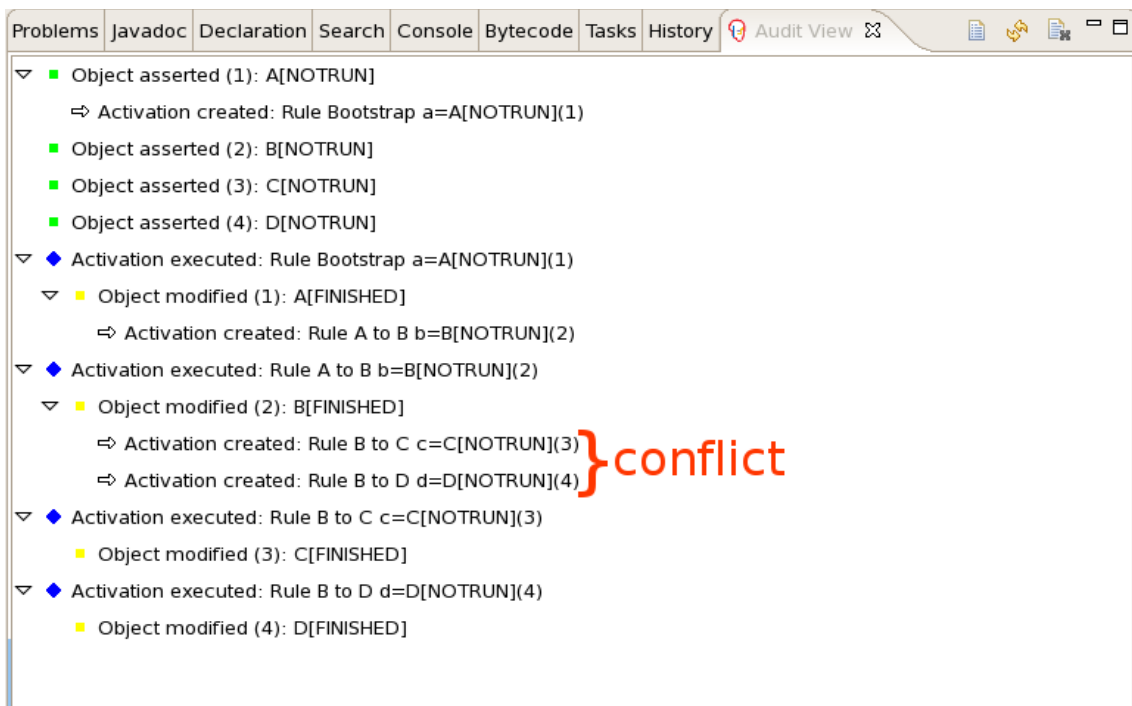 Problems Javadoc Declaration Search Console Bytecode Tasks History Audit View
Object asserted (1): A[NOTRUN]
Activation created: Rule Bootstrap a=A[NOTRUN](1)
Object asserted (2): B[NOTRUN]
Object asserted (3): C[NOTRUN]
Object asserted (4): D[NOTRUN]
Activation executed: Rule Bootstrap a=A[NOTRUN](1)
Object modified (1): A[FINISHED]
Activation created: Rule A to B b=B[NOTRUN](2)
Activation executed: Rule A to B b=B[NOTRUN](2)
Object modified (2): B[FINISHED]
Activation created: Rule B to C c=C[NOTRUN](3)
} conflict
Activation created: Rule B to D d=D[NOTRUN](4)
Activation executed: Rule B to C c=C[NOTRUN](3)
Object modified (3): C[FINISHED]
Activation executed: Rule B to D d=D[NOTRUN](4)
Object modified (4): D[FINISHED]